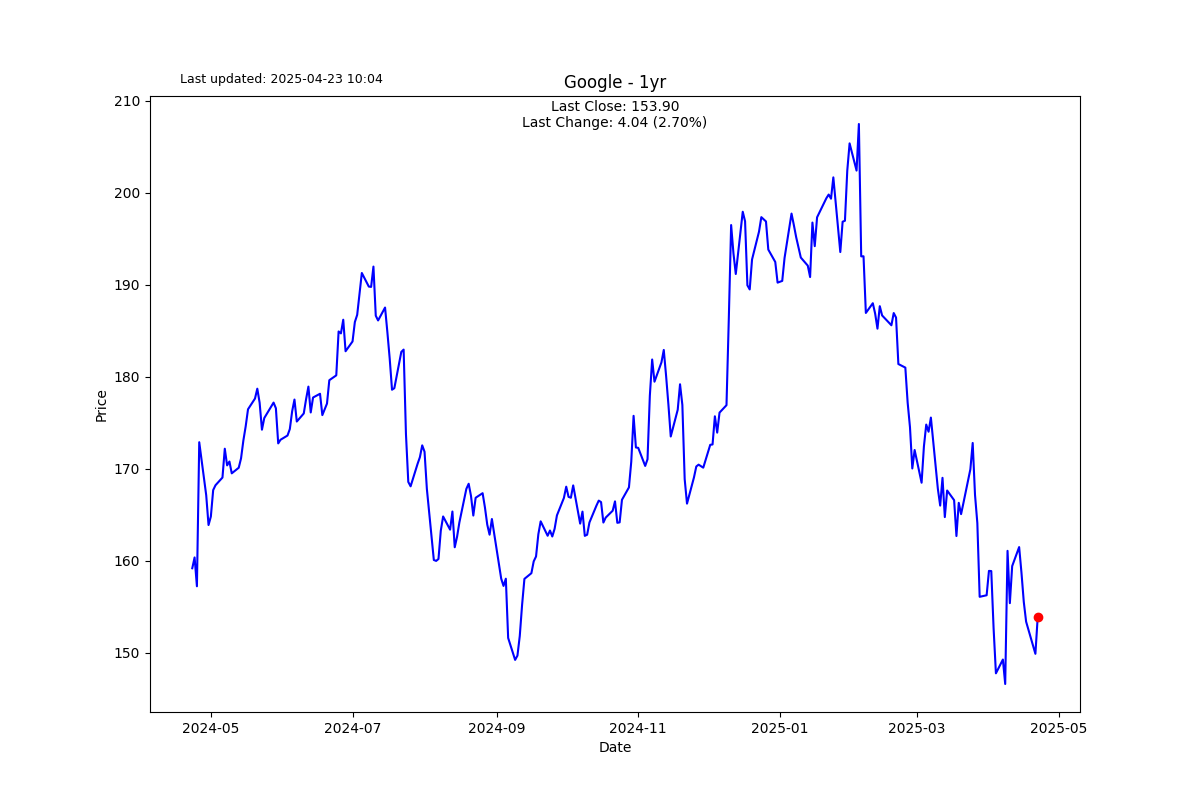 Last updated: 2025-04-23 10:04
Google - 1yr
Last Close: 153.90
Last Change: 4.04 (2.70%)
210
200
190
180
170
160
150
Price
2024-05
2024-07
2024-09
2024-11
2025-01
2025-03
2025-05
Date